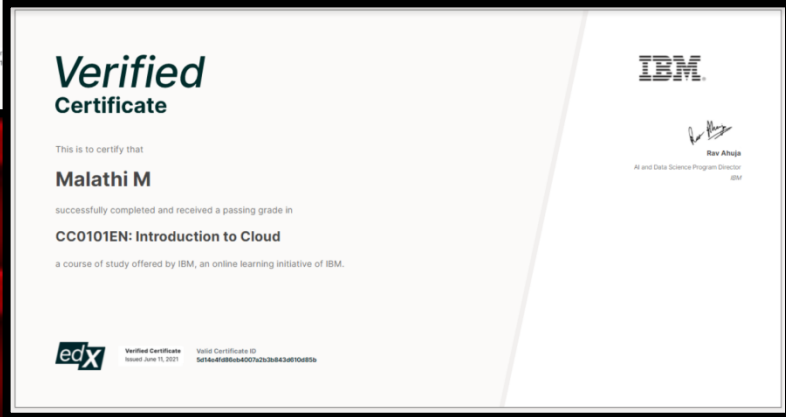 Verified
Certificate
This is to certify that
Malathi M
successfully completed and received a passing grade in
CC0101EN: Introduction to Cloud
a course of study offered by IBM, an online learning initiative of IBM.
IBM
Rav Ahuja
AI and Data Science Program Director
IBM
edX
Verified Certificate
Issued June 11, 2021
Valid Certificate ID